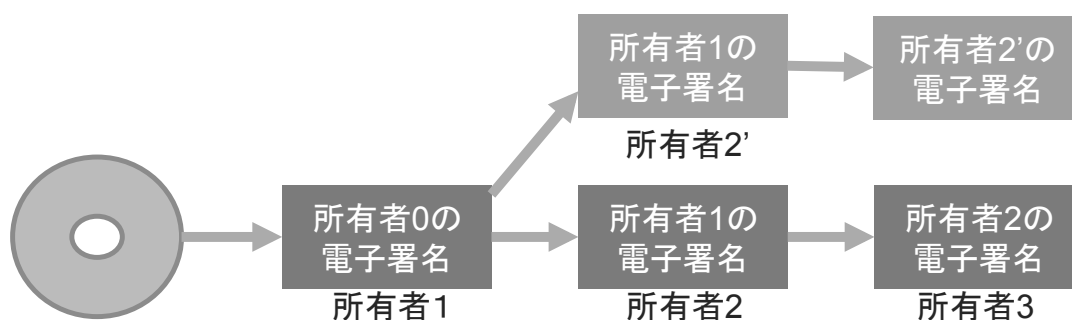 所有者1の
電子署名
所有者2'の
電子署名
所有者2’
所有者0の
電子署名
所有者1の
電子署名
所有者2の
電子署名
所有者１
所有者2
所有者3